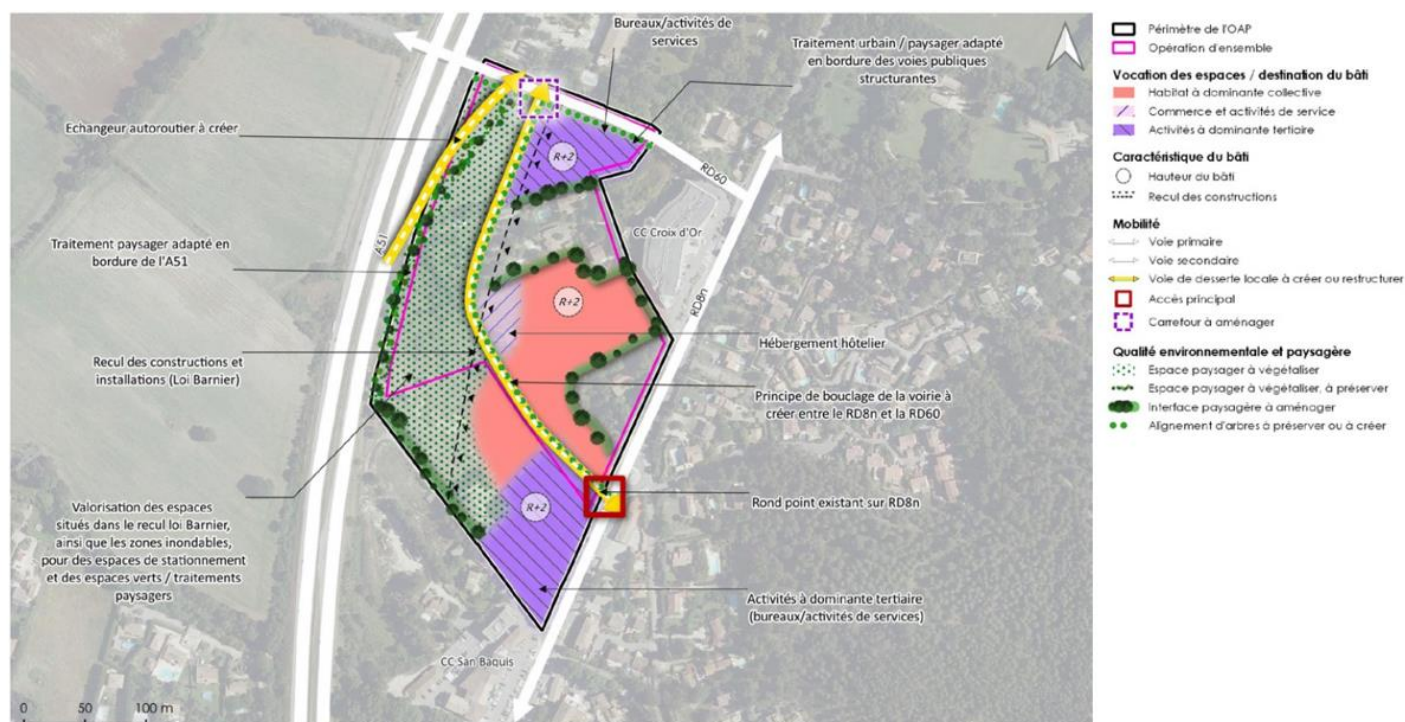 Bureaux/activités de
services
Traitement urbain / paysager adapté
en bordure des voies publiques
structurantes
Echangeur autoroutier à créer
R+2
RD60
CC Croix d'Or
A51
Traitement paysager adapté en
bordure de l'A51
R+2
RD8n
Hébergement hôtelier
Recul des constructions et
installations (Loi Barnier)
Principe de bouclage de la voirie à
créer entre le RD8n et la RD60
Rond point existant sur RD8n
R+2
Valorisation des espaces
situés dans le recul loi Barnier,
ainsi que les zones inondables,
pour des espaces de stationnement
et des espaces verts / traitements
paysagers
Activités à dominante tertiaire
(bureaux/activités de services)
CC San Baquis
0 50 100 m
Périmètre de l'OAP
Opération d'ensemble
Vocation des espaces / destination du bâti
Habitat à dominante collective
Commerce et activités de service
Activités à dominante tertiaire
Caractéristique du bâti
Hauteur du bâti
Recul des constructions
Mobilité
Voie primaire
Voie secondaire
Voie de desserte locale à créer ou restructurer
Accès principal
Carrefour à aménager
Qualité environnementale et paysagère
Espace paysager à végétaliser
Espace paysager à végétaliser, à préserver
Interface paysagère à aménager
Alignement d'arbres à préserver ou à créer